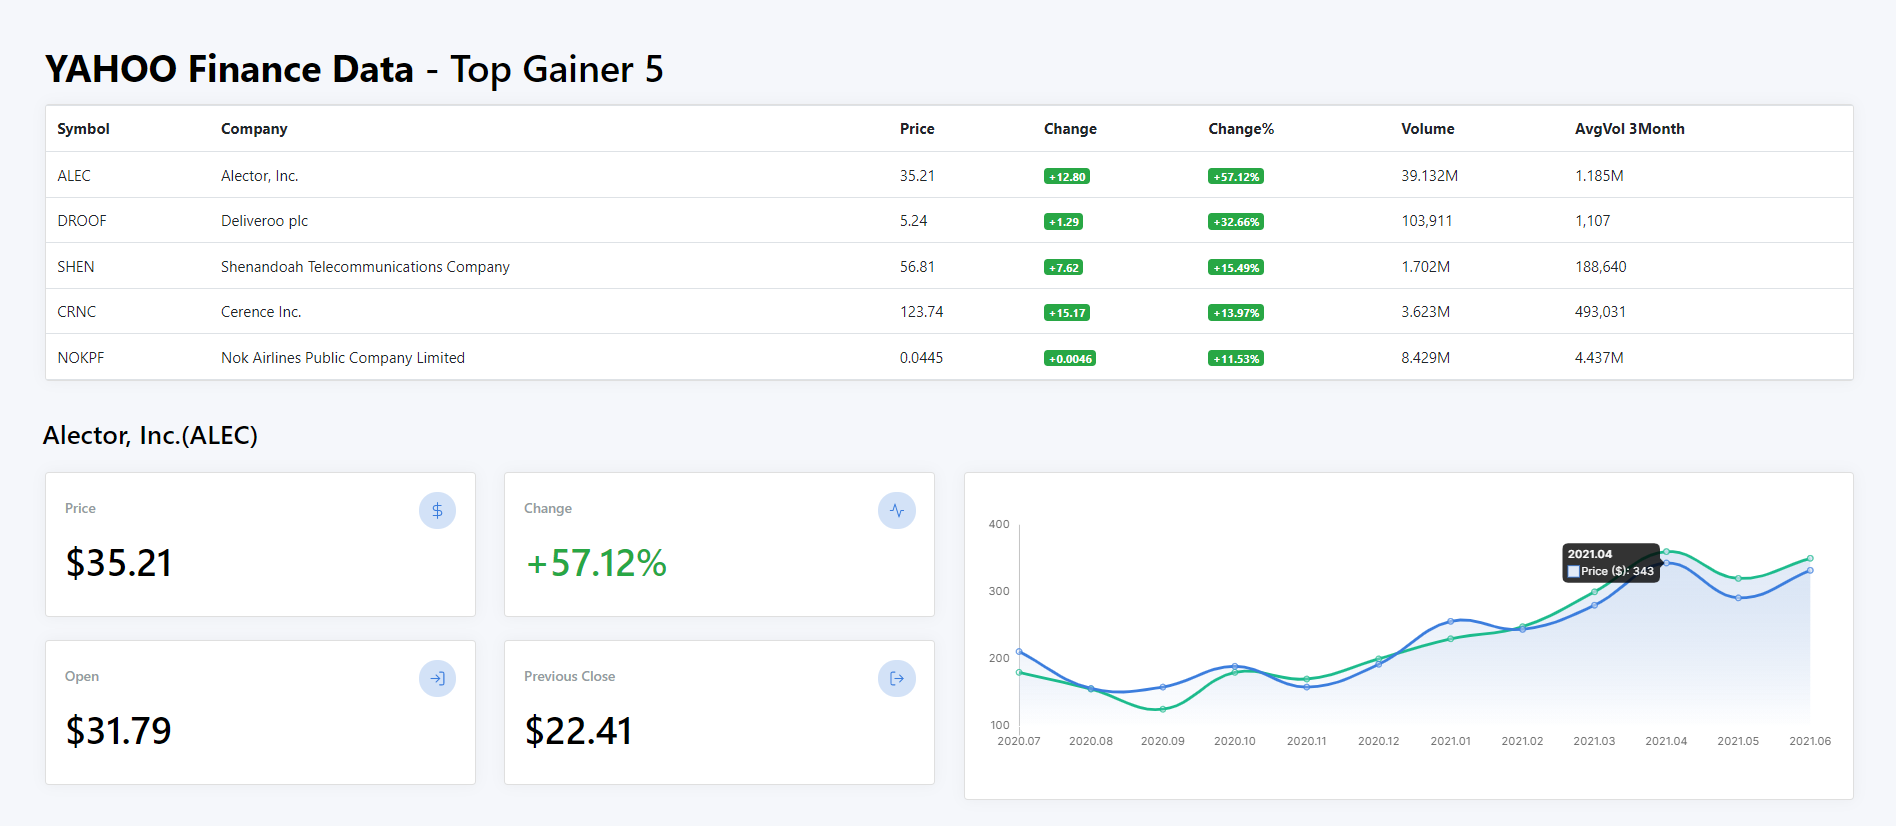 YAHOO Finance Data - Top Gainer 5
Symbol Company Price Change Change% Volume AvgVol 3Month
ALEC Alector, Inc. 35.21 +12.80 +57.12% 39.132M 1.185M
DROOF Deliveroo plc 5.24 +1.29 +32.66% 103,911 1,107
SHEN Shenandoah Telecommunications Company 56.81 +7.62 +15.49% 1.702M 188,640
CRNC Cerence Inc. 123.74 +15.17 +13.97% 3.623M 493,031
NOKPF Nok Airlines Public Company Limited 0.0445 +0.0046 +11.53% 8.429M 4.437M
Alector, Inc.(ALEC)
Price
$35.21
Change
+57.12%
Open
$31.79
Previous Close
$22.41
400
300
200
100
2021.04
Price ($): 343
2020.07 2020.08 2020.09 2020.10 2020.11 2020.12 2021.01 2021.02 2021.03 2021.04 2021.05 2021.06